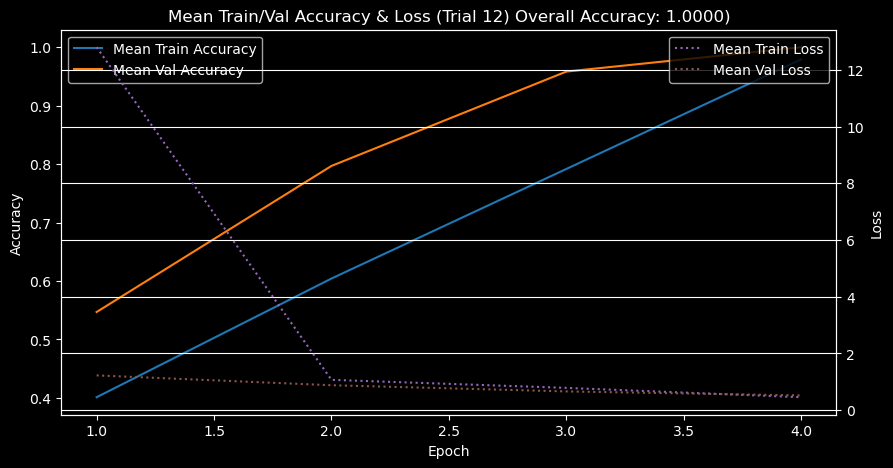 Mean Train/Val Accuracy & Loss (Trial 12) Overall Accuracy: 1.0000)
Mean Train Accuracy
Mean Val Accuracy
Mean Train Loss
Mean Val Loss
1.0
0.9
0.8
0.7
0.6
0.5
0.4
Accuracy
12
10
8
6
4
2
0
Loss
1.0
1.5
2.0
2.5
3.0
3.5
4.0
Epoch